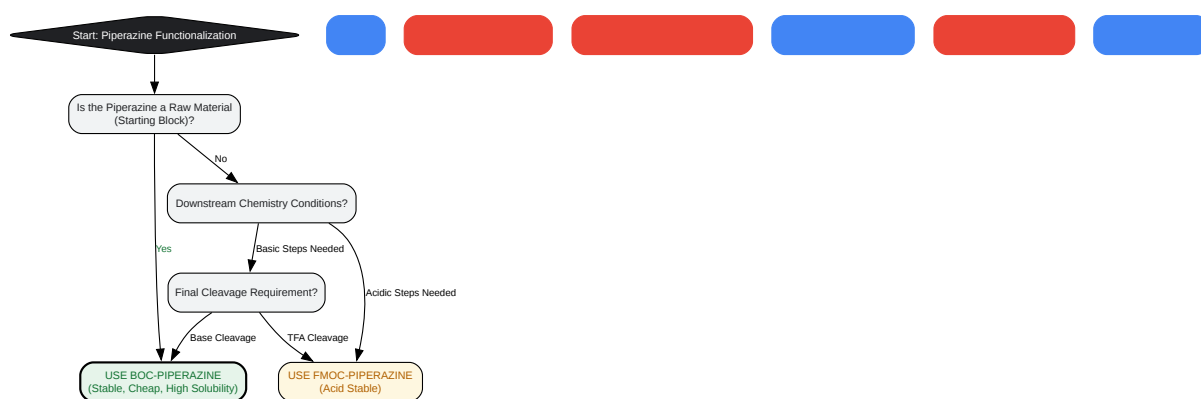 Start: Piperazine Functionalization
Is the Piperazine a Raw Material
(Starting Block)?
No
Downstream Chemistry Conditions?
Yes
Basic Steps Needed
Final Cleavage Requirement?
Acidic Steps Needed
Base Cleavage
TFA Cleavage
USE BOC-PIPERAZINE
(Stable, Cheap, High Solubility)
USE FMOC-PIPERAZINE
(Acid Stable)